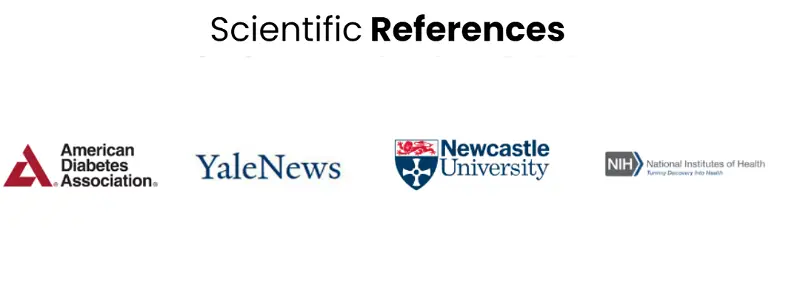 Scientific References
American
Diabetes
Association®
YaleNews
Newcastle
University
NIH National Institutes of Health
Turning Discovery Into Health